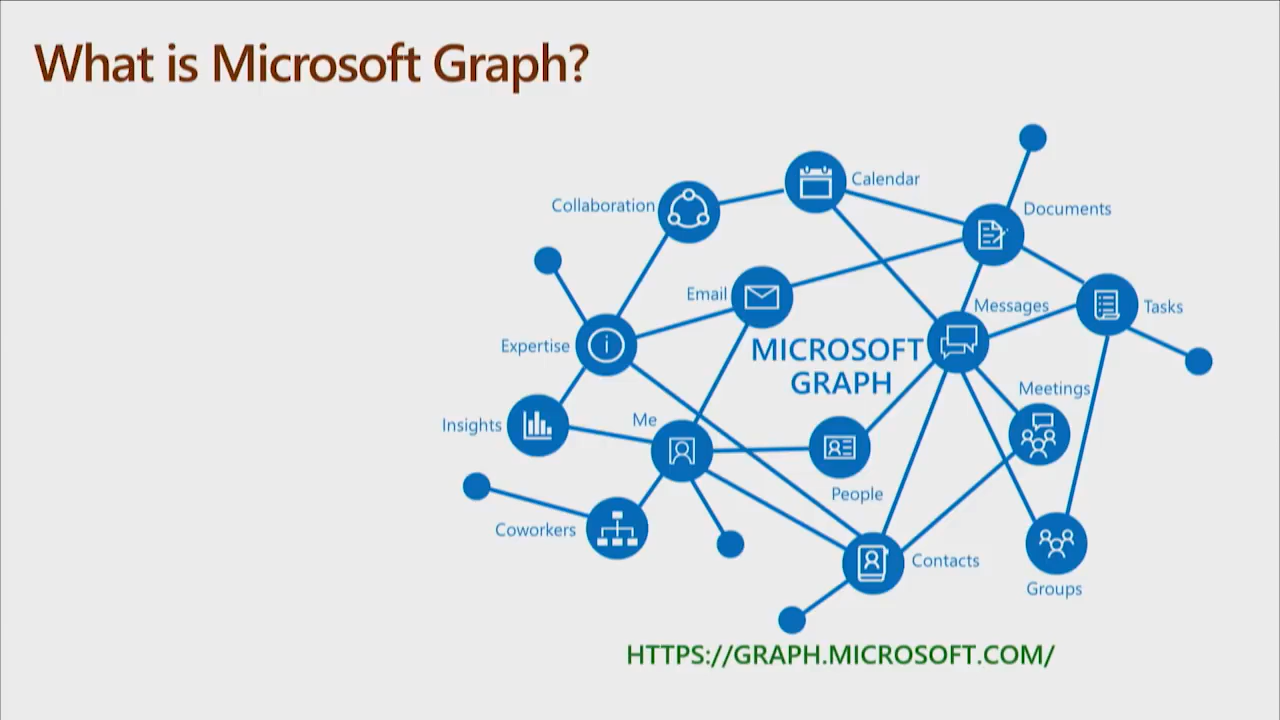 What is Microsoft Graph?
Calendar
Collaboration
Documents
Email
Messages
Tasks
Expertise
MICROSOFT
GRAPH
Meetings
Me
Insights
People
Coworkers
Contacts
Groups
HTTPS://GRAPH.MICROSOFT.COM/